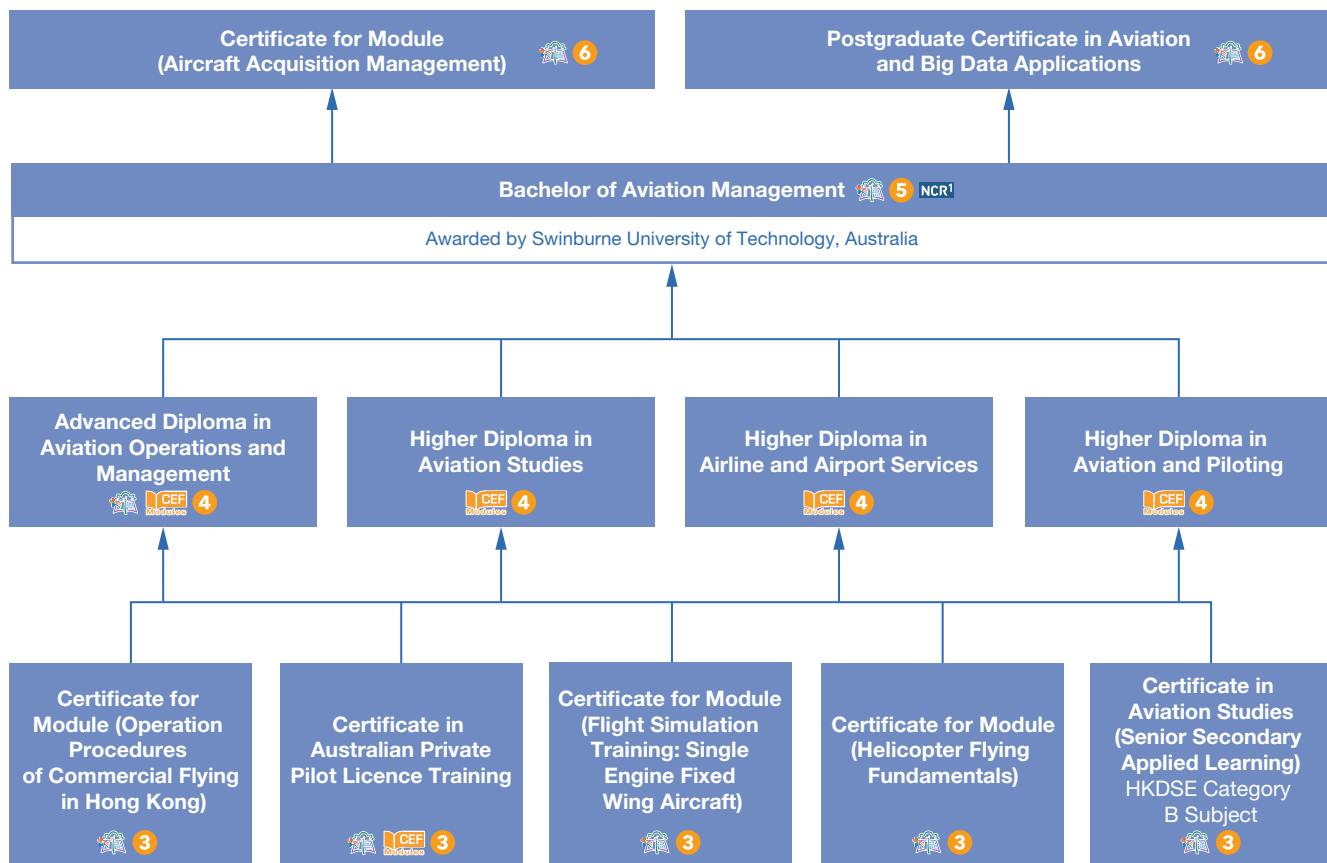 Certificate for Module
(Aircraft Acquisition Management)
6
Postgraduate Certificate in Aviation
and Big Data Applications
6
Bachelor of Aviation Management 5 NCR¹
Awarded by Swinburne University of Technology, Australia
Advanced Diploma in
Aviation Operations and
Management
CEF Modules 4
Higher Diploma in
Aviation Studies
CEF Modules 4
Higher Diploma in
Airline and Airport Services
CEF Modules 4
Higher Diploma in
Aviation and Piloting
CEF Modules 4
Certificate for
Module (Operation
Procedures
of Commercial Flying
in Hong Kong)
3
Certificate in
Australian Private
Pilot Licence Training
CEF Modules 3
Certificate for Module
(Flight Simulation
Training: Single
Engine Fixed
Wing Aircraft)
3
Certificate for Module
(Helicopter Flying
Fundamentals)
3
Certificate in
Aviation Studies
(Senior Secondary
Applied Learning)
HKDSE Category
B Subject
3